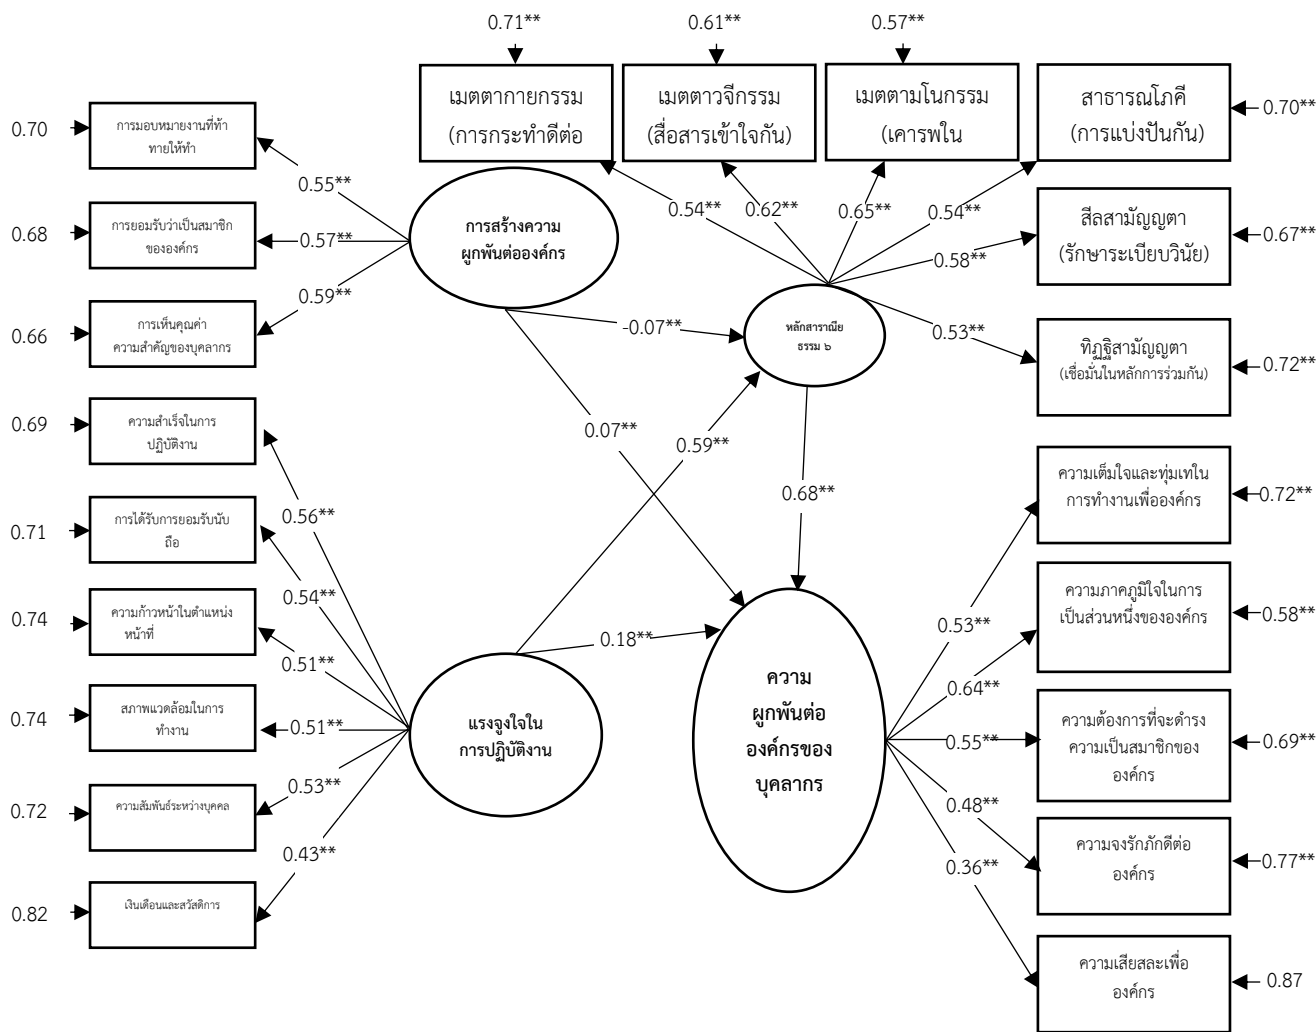 0.71**
0.61**
0.57**
เมตตากายกรรม
(การกระทำดีต่อ
เมตตาวจีกรรม
(สื่อสารเข้าใจกัน)
เมตตามโนกรรม
(เคารพใน
สาธารณโภคี
(การแบ่งปันกัน)
0.70**
0.70
การมอบหมายงานที่ท้า
ทายให้ทำ
0.55**
0.68
การยอมรับว่าเป็นสมาชิก
ขององค์กร
0.57**
0.66
การเห็นคุณค่า
ความสำคัญของบุคลากร
0.59**
การสร้างความ
ผูกพันต่อองค์กร
0.54**
0.62**
0.65**
0.54**
0.58**
0.53**
สีลสามัญญตา
(รักษาระเบียบวินัย)
0.67**
หลักสาราณีย
ธรรม ๖
-0.07**
ทิฏฐิสามัญญตา
(เชื่อมั่นในหลักการร่วมกัน)
0.72**
0.69
ความสำเร็จในการ
ปฏิบัติงาน
0.56**
0.07**
0.59**
0.68**
0.71
การได้รับการยอมรับนับ
ถือ
0.54**
0.74
ความก้าวหน้าในตำแหน่ง
หน้าที่
0.51**
0.74
สภาพแวดล้อมในการ
ทำงาน
0.51**
0.72
ความสัมพันธ์ระหว่างบุคคล
0.53**
0.82
เงินเดือนและสวัสดิการ
0.43**
แรงจูงใจใน
การปฏิบัติงาน
0.18**
ความ
ผูกพันต่อ
องค์กรของ
บุคลากร
0.53**
0.64**
0.55**
0.48**
0.36**
ความเต็มใจและทุ่มเทใน
การทำงานเพื่อองค์กร
0.72**
ความภาคภูมิใจในการ
เป็นส่วนหนึ่งขององค์กร
0.58**
ความต้องการที่จะดำรง
ความเป็นสมาชิกของ
องค์กร
0.69**
ความจงรักภักดีต่อ
องค์กร
0.77**
ความเสียสละเพื่อ
องค์กร
0.87